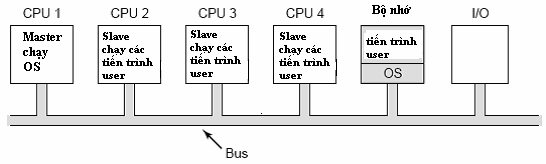 CPU 1
CPU 2
CPU 3
CPU 4
Bộ nhớ
I/O
Master
chạy
OS
Slave
chạy các
tiến trình
user
Slave
chạy các
tiến trình
user
Slave
chạy các
tiến trình
user
tiến trình
user
OS
Bus